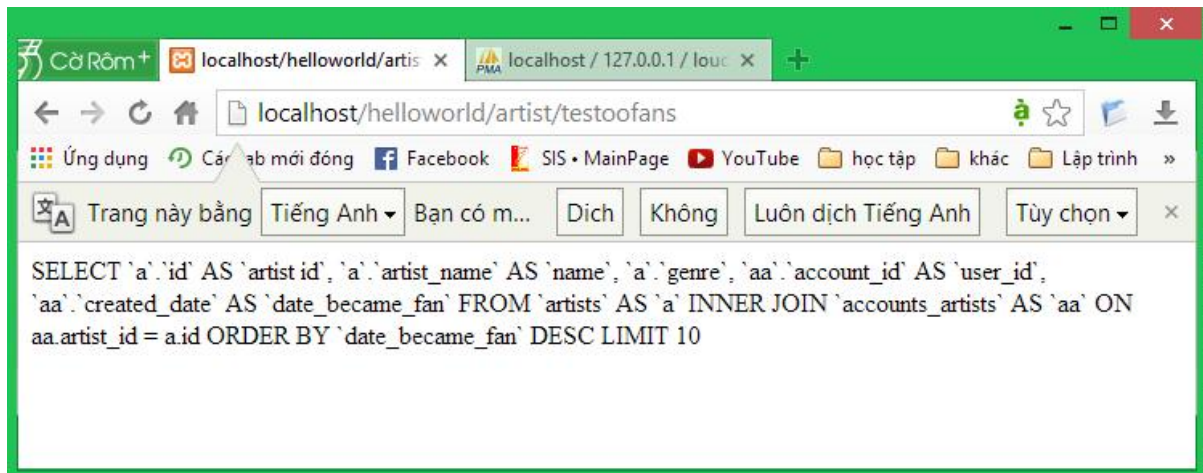 Cờ Rôm+ localhost/helloworld/artis localhost / 127.0.0.1 / louc
PMA
localhost/helloworld/artist/testoofans
Ứng dụng Các tab mới đóng Facebook SIS • MainPage YouTube học tập khác Lập trình »
Trang này bằng Tiếng Anh Bạn có m... Dich Không Luôn dịch Tiếng Anh Tùy chọn
SELECT `a`.`id` AS `artist id`, `a`.`artist_name` AS `name`, `a`.`genre`, `aa`.`account_id` AS `user_id`,
`aa`.`created_date` AS `date_became_fan` FROM `artists` AS `a` INNER JOIN `accounts_artists` AS `aa` ON
aa.artist_id = a.id ORDER BY `date_became_fan` DESC LIMIT 10